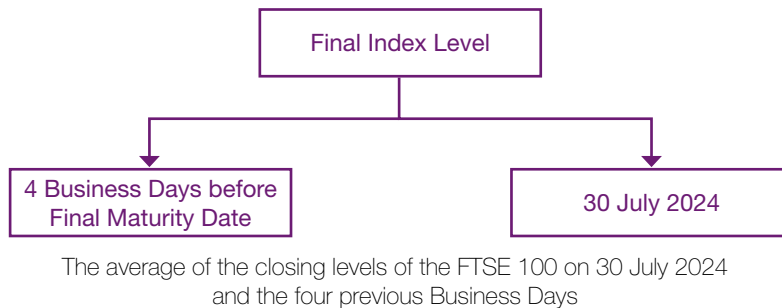 Final Index Level
4 Business Days before
Final Maturity Date
30 July 2024
The average of the closing levels of the FTSE 100 on 30 July 2024
and the four previous Business Days